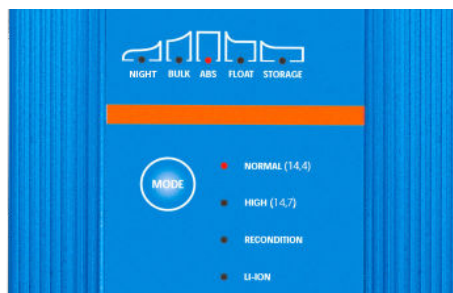 NIGHT BULK ABS FLOAT STORAGE
MODE
NORMAL (14,4)
HIGH (14,7)
RECONDITION
LI-ION